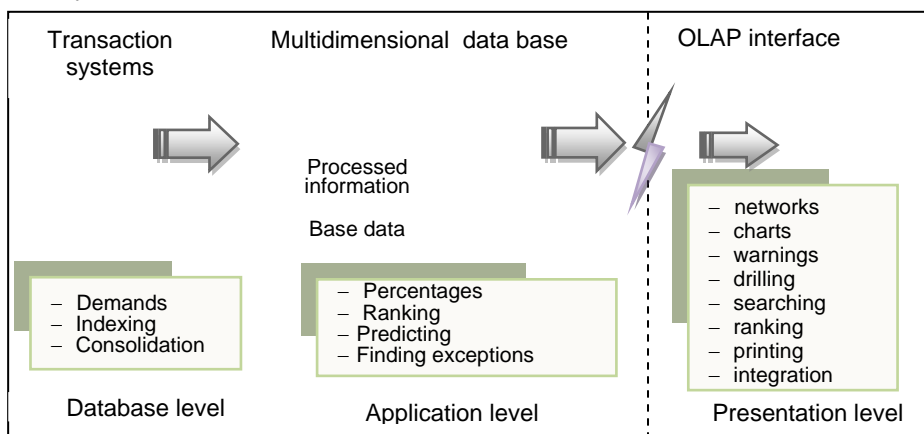 Transaction
systems
Multidimensional data base
OLAP interface
Processed
information
Base data
– Demands
– Indexing
– Consolidation
– Percentages
– Ranking
– Predicting
– Finding exceptions
– networks
– charts
– warnings
– drilling
– searching
– ranking
– printing
– integration
Database level
Application level
Presentation level